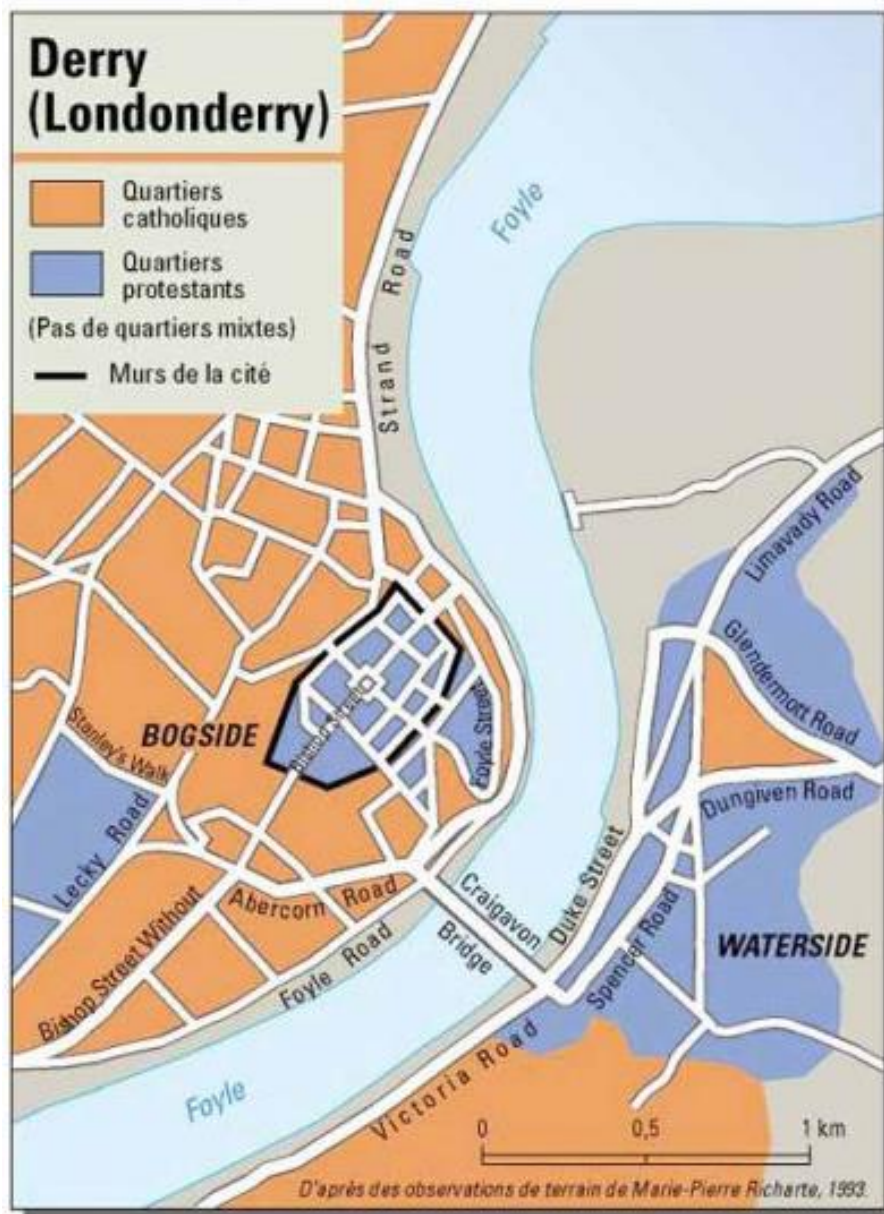 Derry
(Londonderry)
Quartiers
catholiques
Quartiers
protestants
(Pas de quartiers mixtes)
Murs de la cité
Foyle
Strand Road
Limavady Road
Glendermott Road
Foyle Street
BOGSIDE
Stanley's Walk
Dungiven Road
Lecky Road
Duke Street
Abercorn Road
Craigavon
Bridge
Spencer Road
WATERSIDE
Bishop Street Without
Foyle Road
Foyle
Victoria Road
0 0,5 1 km
D'après des observations de terrain de Marie-Pierre Richarte, 1993.